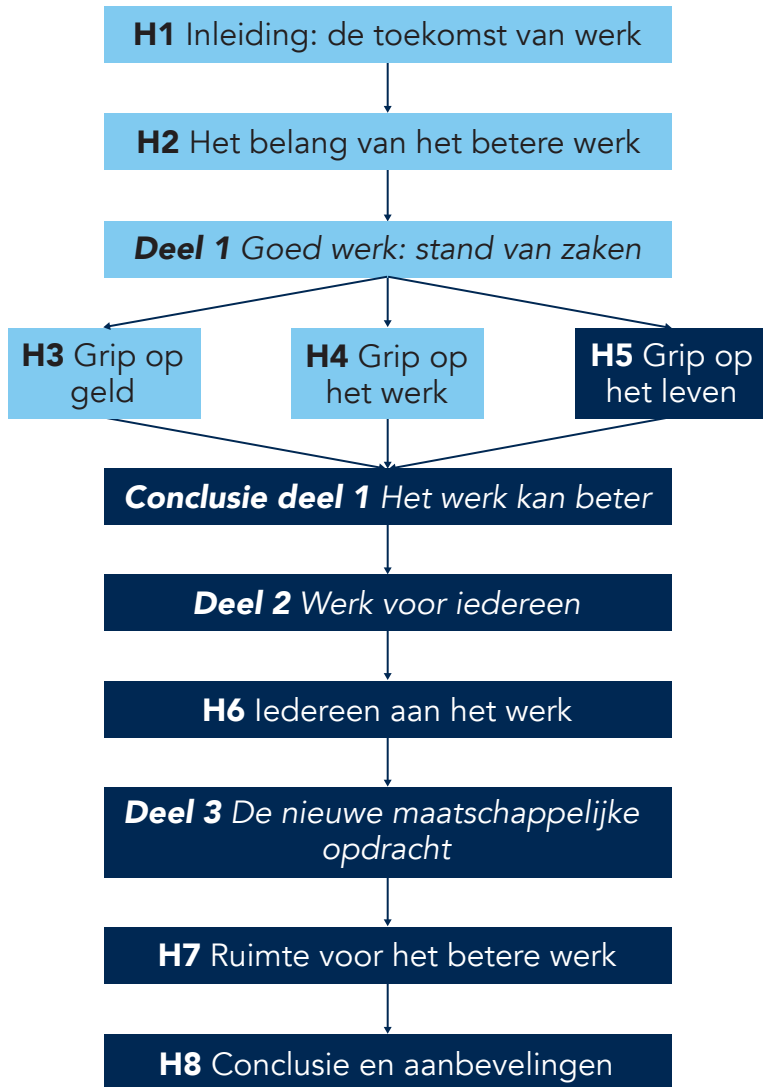 H1 Inleiding: de toekomst van werk
H2 Het belang van het betere werk
Deel 1 Goed werk: stand van zaken
H3 Grip op
geld
H4 Grip op
het werk
H5 Grip op
het leven
Conclusie deel 1 Het werk kan beter
Deel 2 Werk voor iedereen
H6 Iedereen aan het werk
Deel 3 De nieuwe maatschappelijke
opdracht
H7 Ruimte voor het betere werk
H8 Conclusie en aanbevelingen